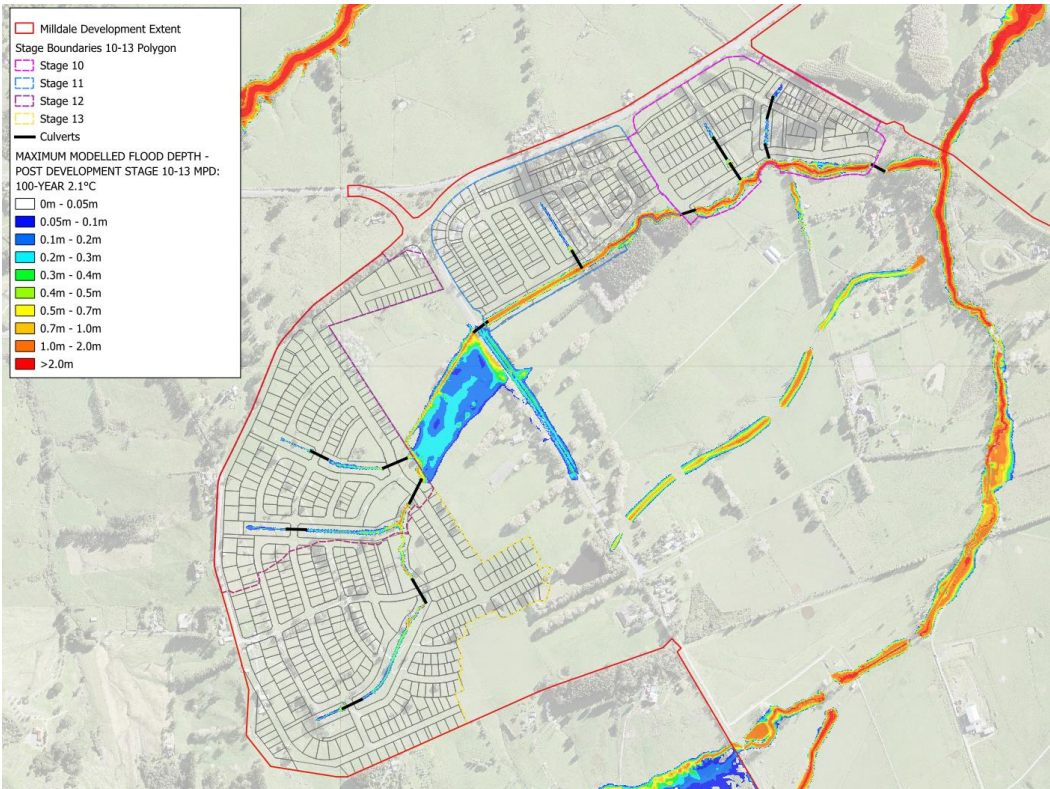 Milldale Development Extent
Stage Boundaries 10-13 Polygon
Stage 10
Stage 11
Stage 12
Stage 13
Culverts
MAXIMUM MODELLED FLOOD DEPTH -
POST DEVELOPMENT STAGE 10-13 MPD:
100-YEAR 2.1ºC
0m - 0.05m
0.05m - 0.1m
0.1m - 0.2m
0.2m - 0.3m
0.3m - 0.4m
0.4m - 0.5m
0.5m - 0.7m
0.7m - 1.0m
1.0m - 2.0m
>2.0m